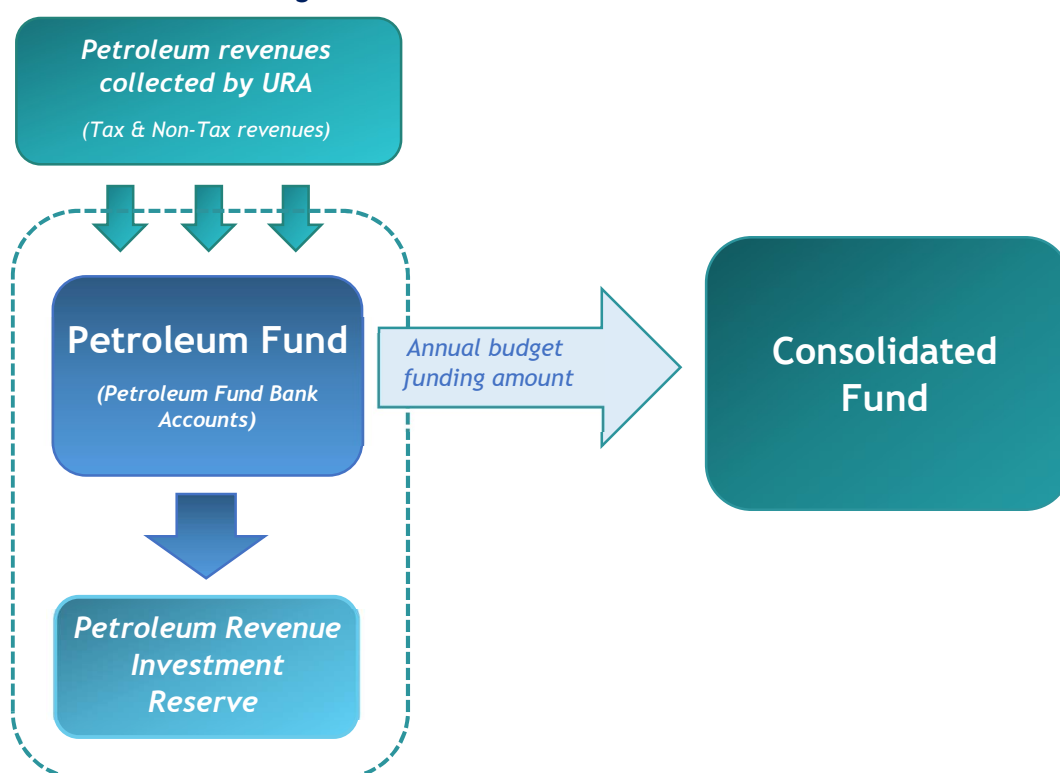 Petroleum revenues
collected by URA
(Tax & Non-Tax revenues)
Petroleum Fund
(Petroleum Fund Bank
Accounts)
Annual budget
funding amount
Consolidated
Fund
Petroleum Revenue
Investment
Reserve